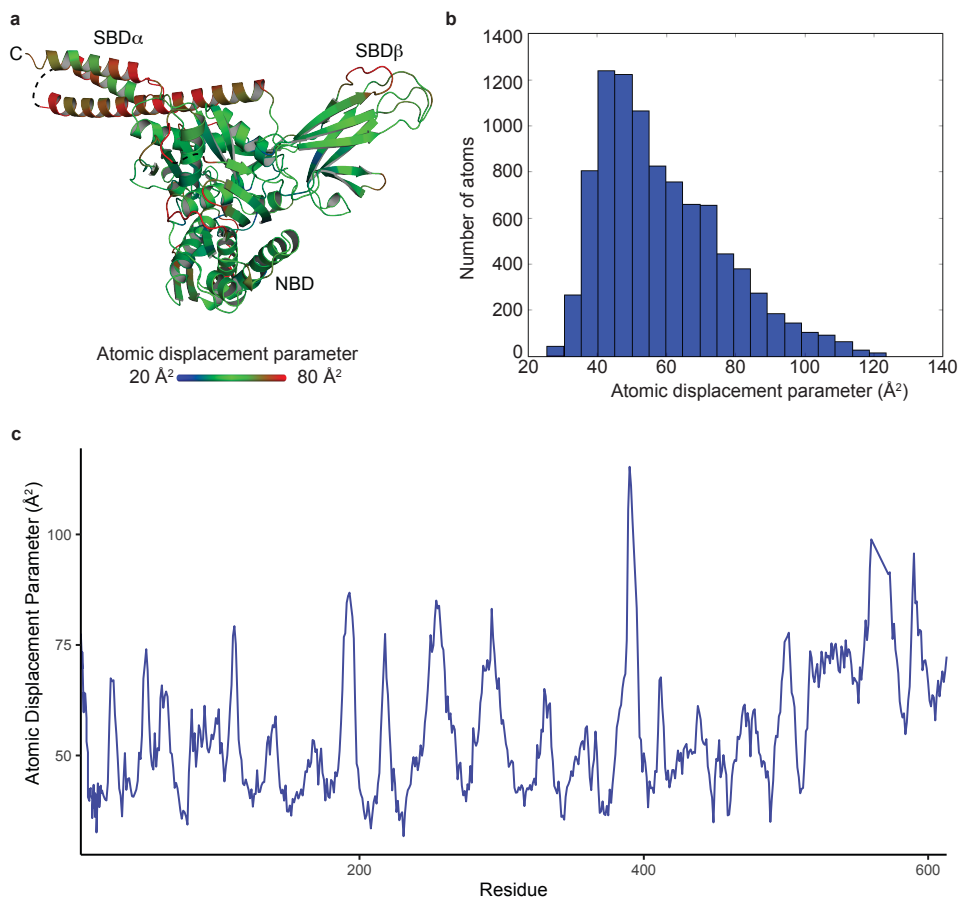 a
SBDα
C
SBDβ
NBD
Atomic displacement parameter
20 Å²
80 Å²
b
Number of atoms
1400
1200
1000
800
600
400
200
0
20
40
60
80
100
120
140
Atomic displacement parameter (Å²)
c
Atomic Displacement Parameter (Å²)
100
75
50
200
400
600
Residue